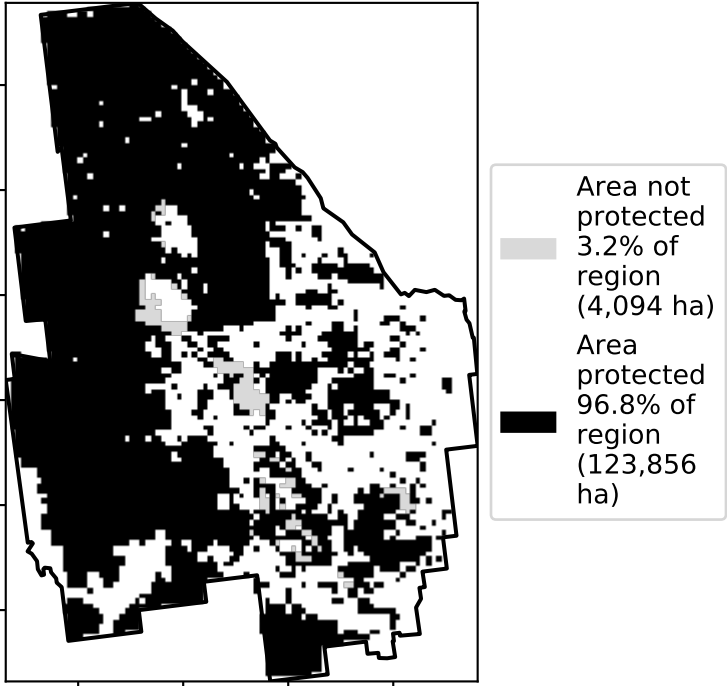 Area not
protected
3.2% of
region
(4,094 ha)
Area
protected
96.8% of
region
(123,856
ha)